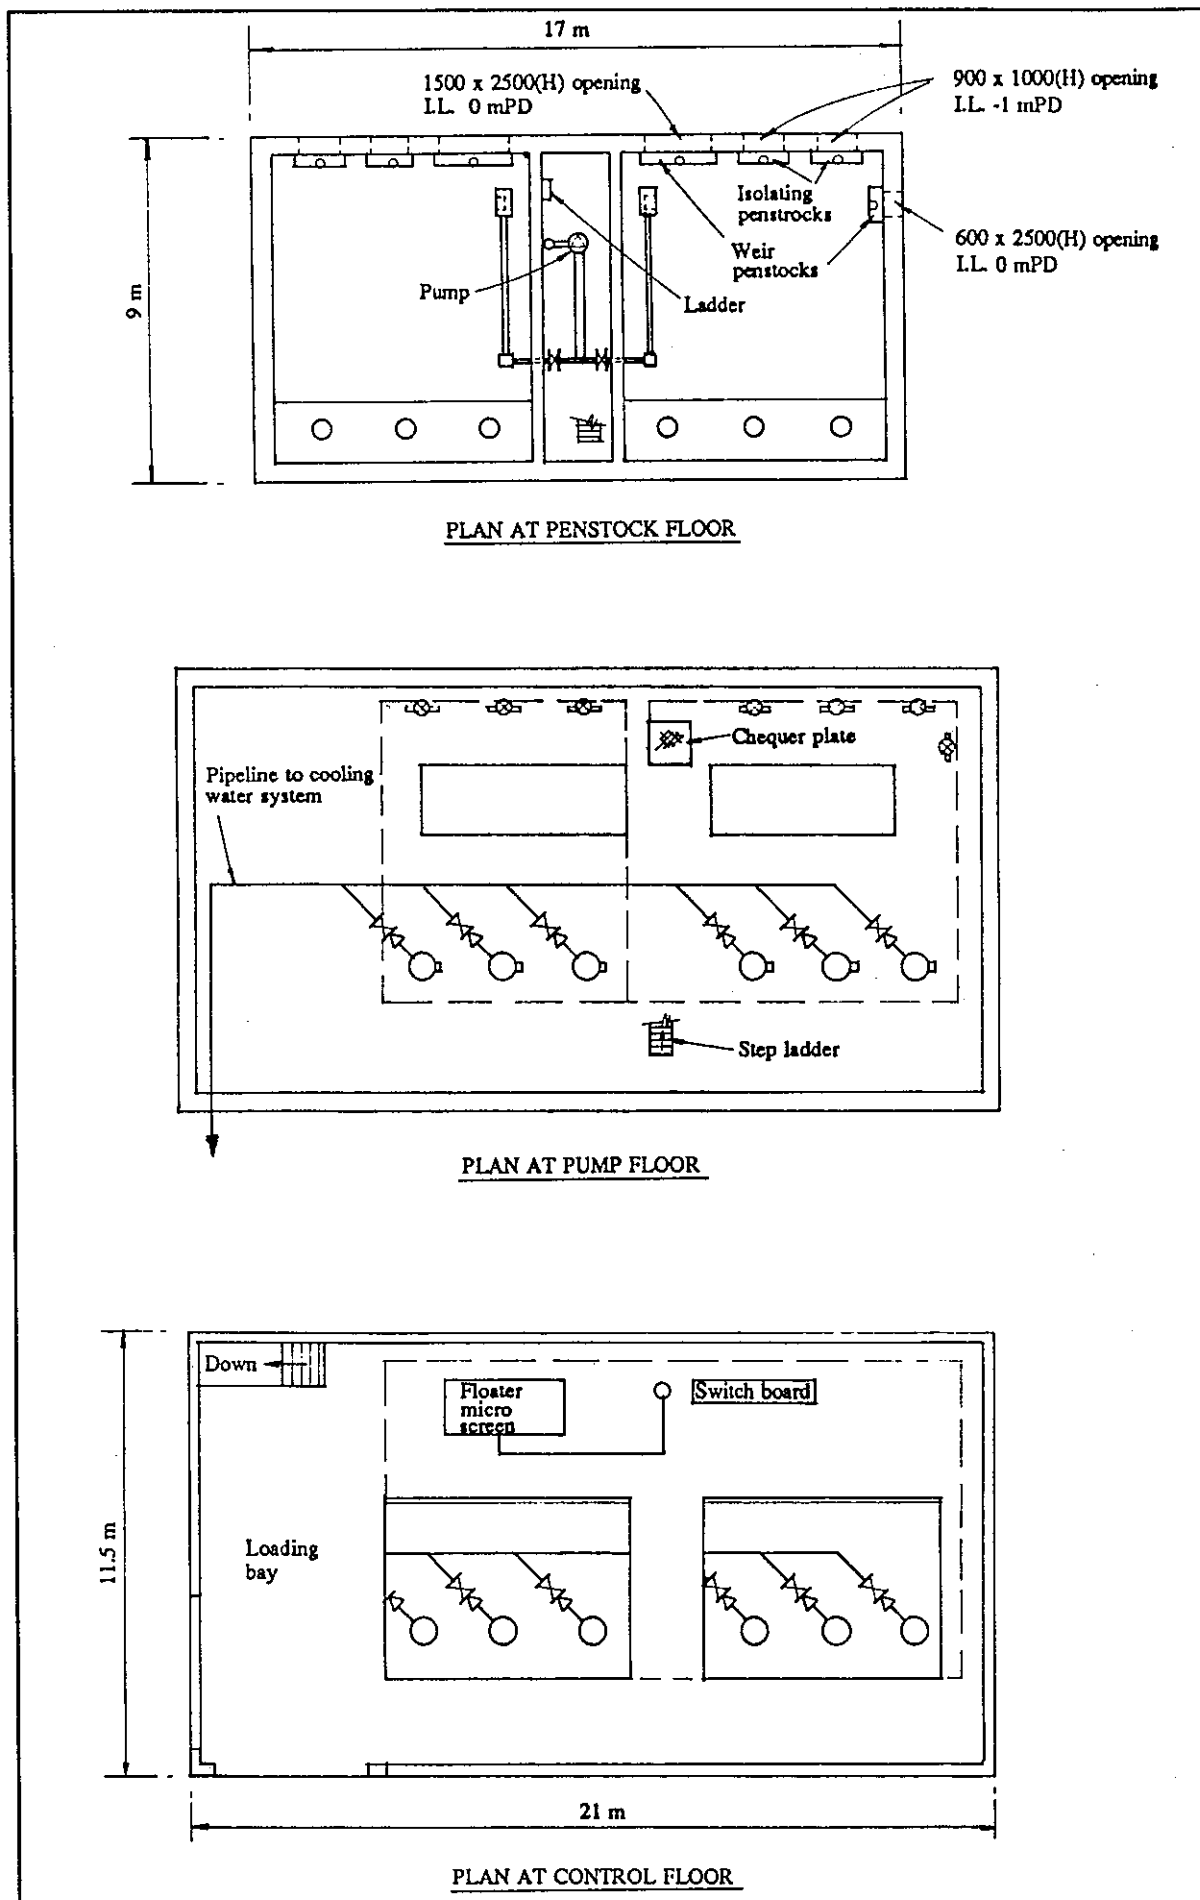 17 m
1500 x 2500(H) opening
I.L. 0 mPD
900 x 1000(H) opening
I.L. -1 mPD
Isolating
penstrocks
Weir
penstocks
600 x 2500(H) opening
I.L. 0 mPD
Pump
Ladder
9 m
PLAN AT PENSTOCK FLOOR
Chequer plate
Pipeline to cooling
water system
Step ladder
PLAN AT PUMP FLOOR
Down
Floater
micro
screen
Switch board
Loading
bay
11.5 m
21 m
PLAN AT CONTROL FLOOR